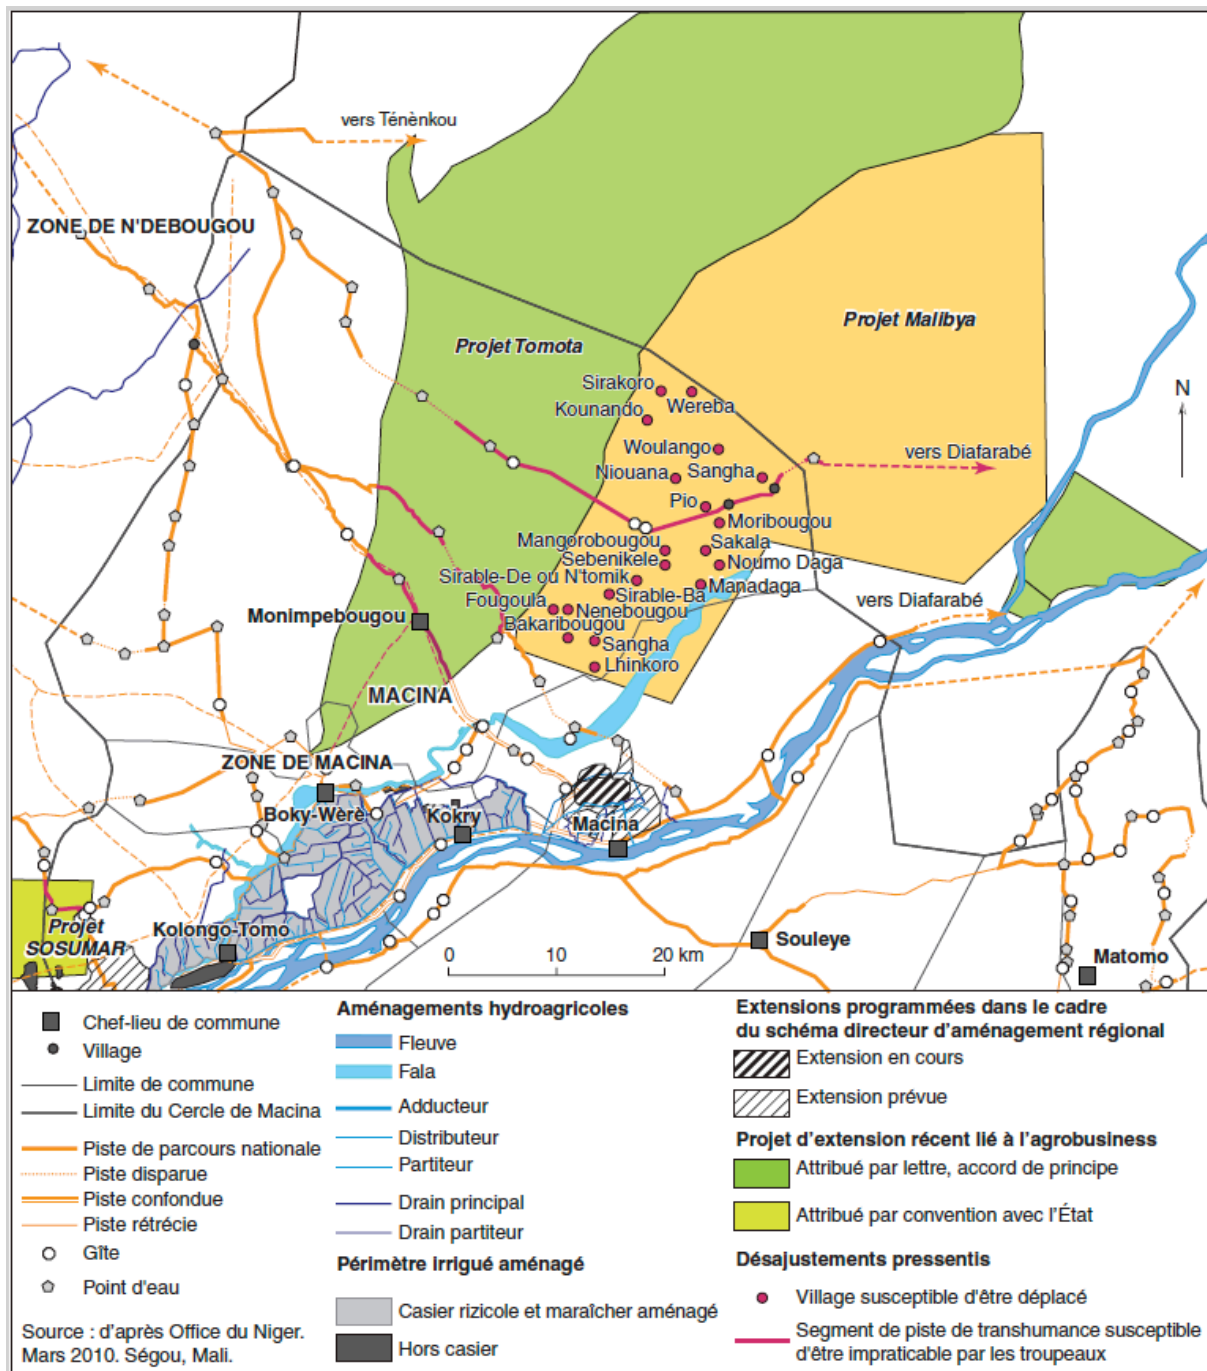 vers Ténènkou
ZONE DE N'DEBOUGOU
Projet Tomota
Projet Malibya
N
Sirakoro
Wereba
Kounando
Woulango
vers Diafarabé
Niouana
Sangha
Pio
Moribougou
Mangorobougou
Sakala
Sebenikele
Noumo Daga
Sirable-De ou N'tomik
Manadaga
Sirable-Ba
Fougoula
Nenebougou
vers Diafarabé
Monimpebougou
Bakaribougou
Sangha
Lhinkoro
MACINA
ZONE DE MACINA
Boky-Wèrè
Kokry
Macina
Projet
SOSUMAR
Kolongo-Tomo
Souleye
Matomo
0 10 20 km
Chef-lieu de commune
Village
Limite de commune
Limite du Cercle de Macina
Piste de parcours nationale
Piste disparue
Piste confondue
Piste rétrécie
Gîte
Point d'eau
Source : d'après Office du Niger.
Mars 2010. Ségou, Mali.
Aménagements hydroagricoles
Fleuve
Fala
Adducteur
Distributeur
Partiteur
Drain principal
Drain partiteur
Périmètre irrigué aménagé
Casier rizicole et maraîcher aménagé
Hors casier
Extensions programmées dans le cadre
du schéma directeur d'aménagement régional
Extension en cours
Extension prévue
Projet d'extension récent lié à l'agrobusiness
Attribué par lettre, accord de principe
Attribué par convention avec l'État
Désajustements pressentis
Village susceptible d'être déplacé
Segment de piste de transhumance susceptible
d'être impraticable par les troupeaux